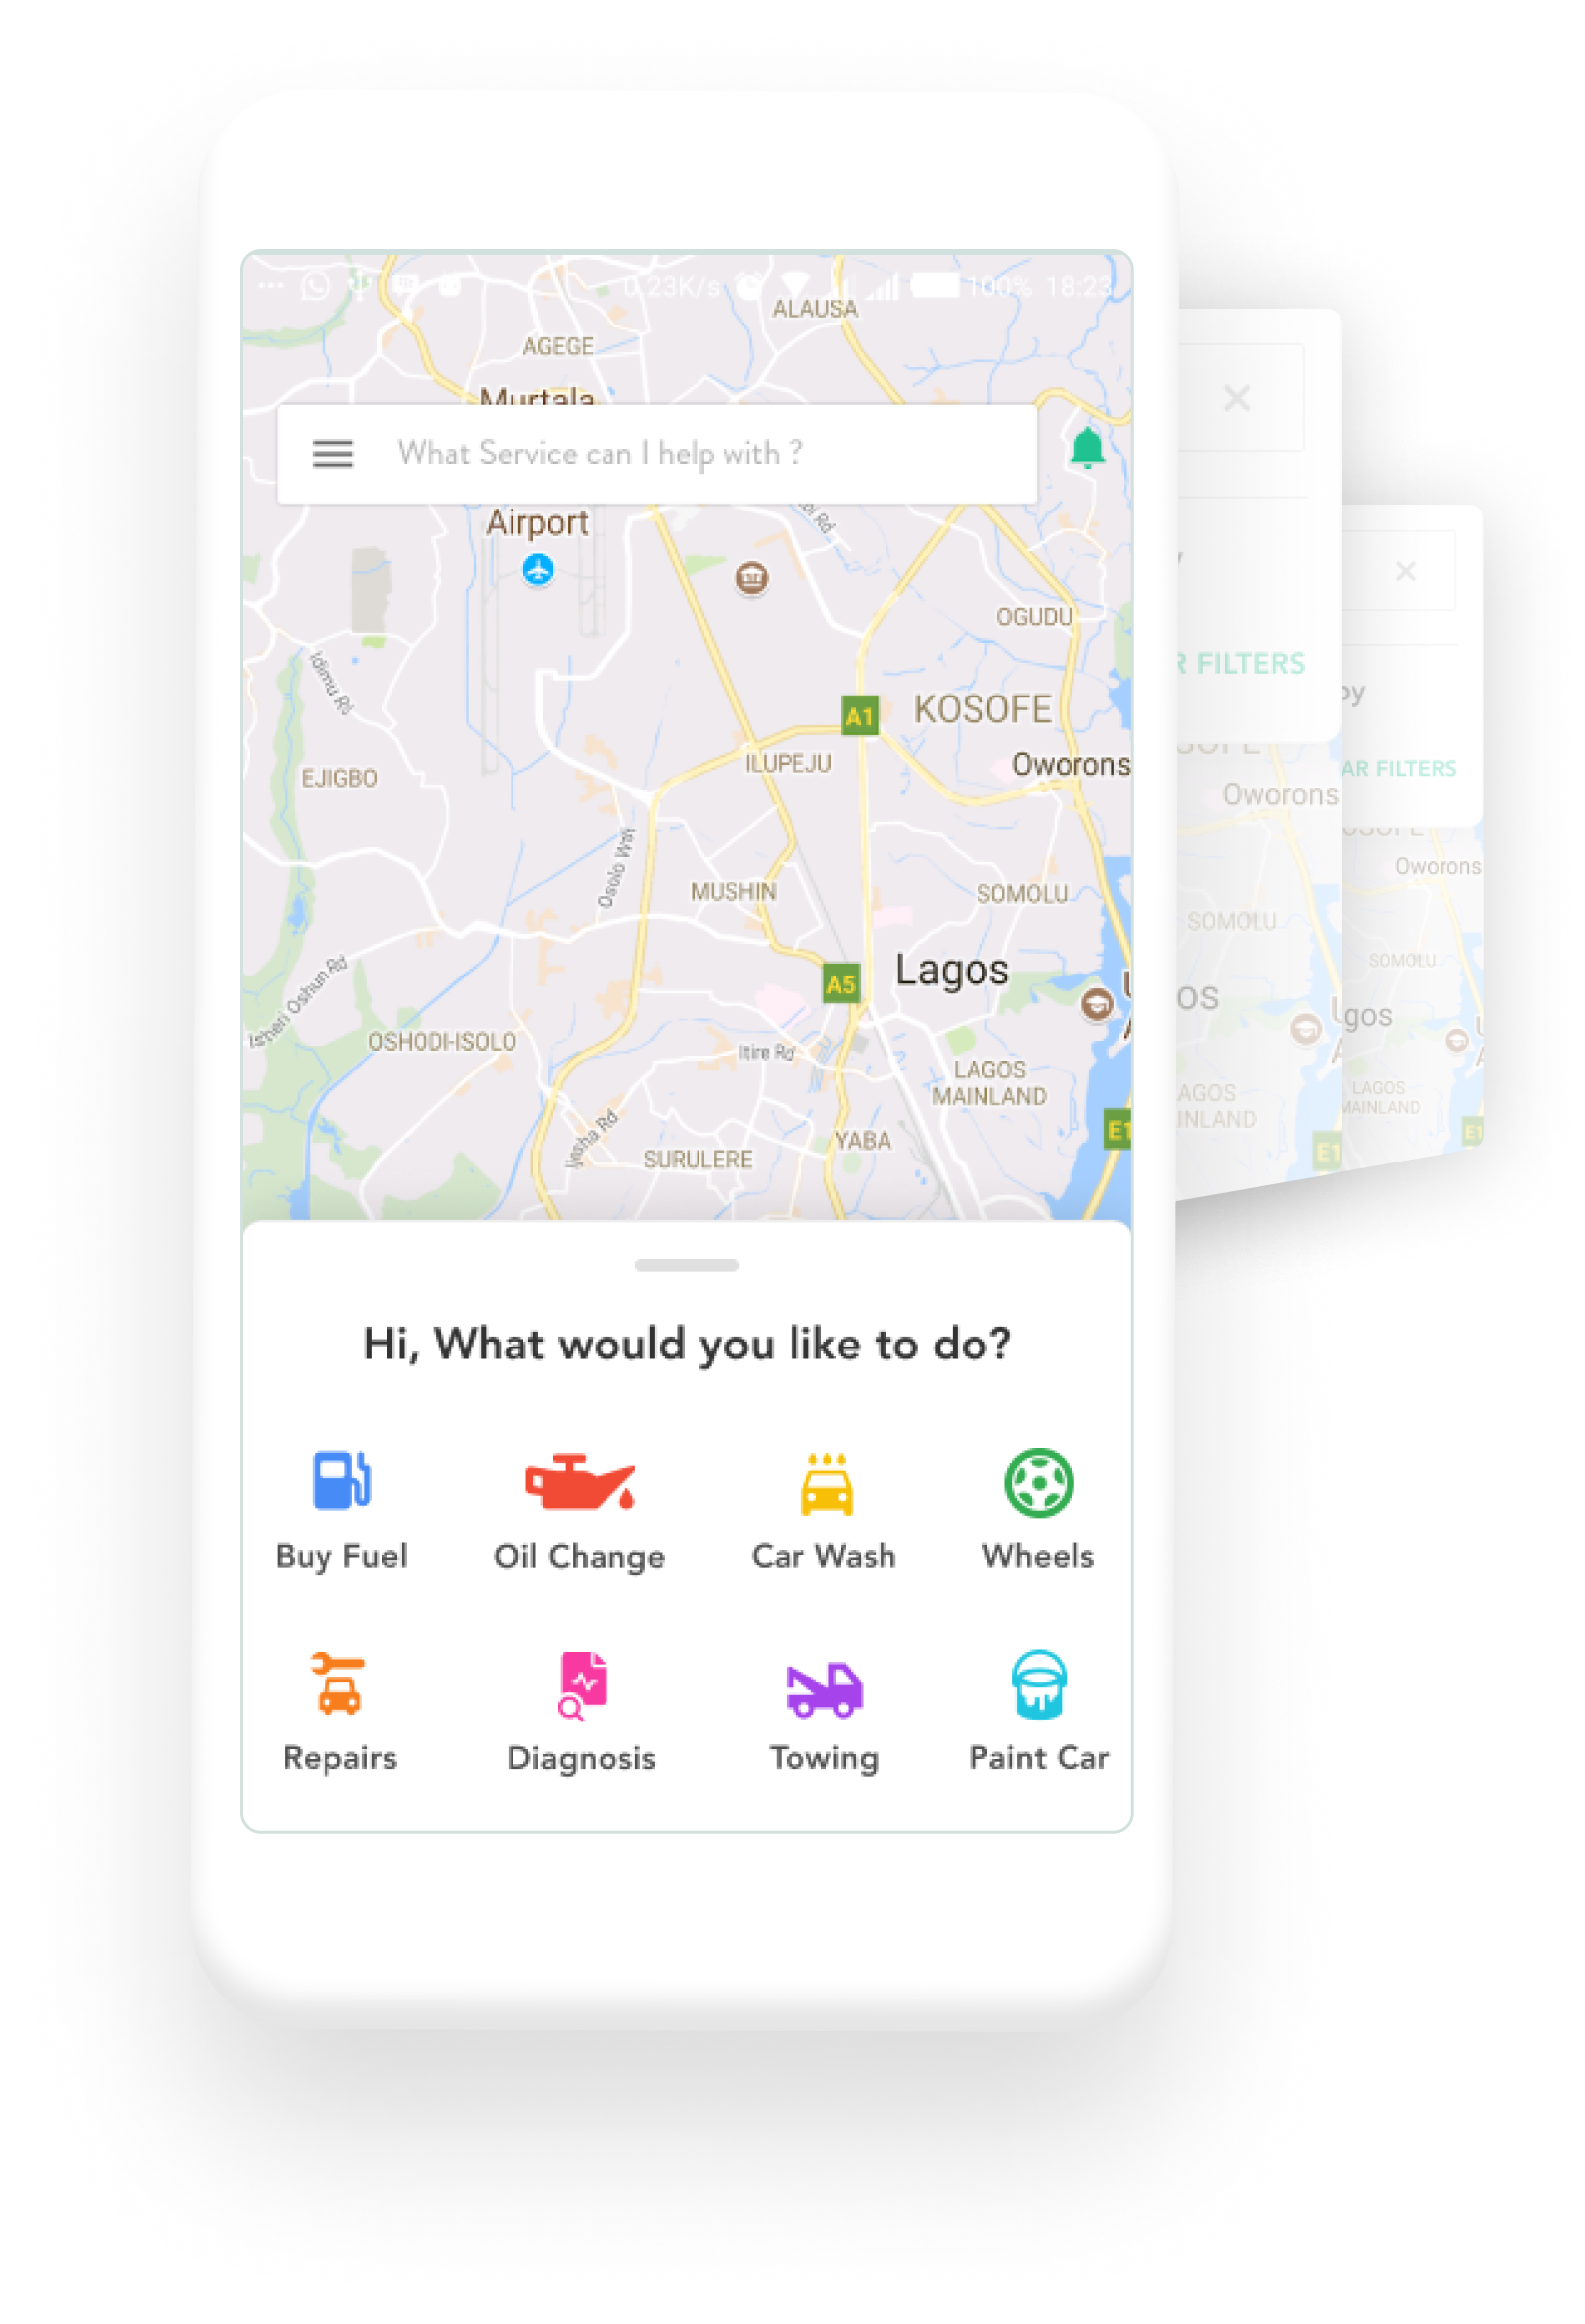 0.23K/s 100% 18:23
ALAUSA
AGEGE
Murtala
What Service can I help with ?
Airport
Rd
OGUDU
Idimu Rd
A1
KOSOFE
ILUPEJU
Oworons
EJIGBO
Osolo Way
MUSHIN
SOMOLU
Lagos
A5
Isheri Oshun Rd
OSHODI-ISOLO
Itire Rd
LAGOS
MAINLAND
E1
YABA
Ijesha Rd
SURULERE
Hi, What would you like to do?
Buy Fuel
Oil Change
Car Wash
Wheels
Repairs
Diagnosis
Towing
Paint Car
R FILTERS
Oworons
SOMOLU
OS
AGOS
INLAND
E1
by
AR FILTERS
Oworons
SOMOLU
gos
LAGOS
MAINLAND
E1